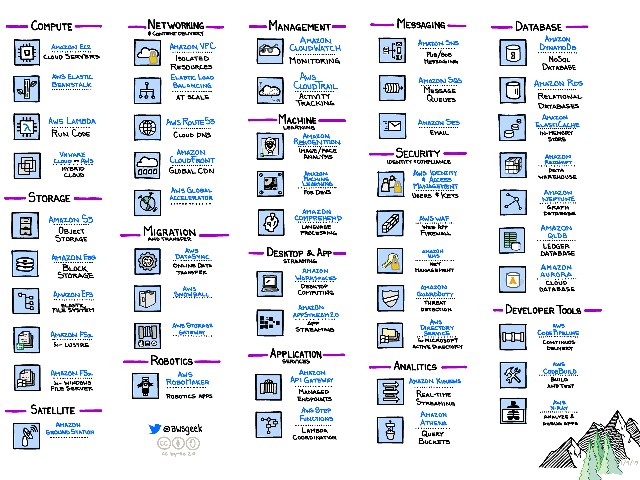 COMPUTE
AMAZON EC2
CLOUD SERVERS
AWS ELASTIC
BEANSTALK
AWS LAMBDA
RUN CODE
VMWARE
CLOUD ON AWS
HYBRID
CLOUD
STORAGE
AMAZON S3
OBJECT
STORAGE
AMAZON EBS
BLOCK
STORAGE
AMAZON EFS
ELASTIC
FILE SYSTEM
AMAZON FSx
LUSTRE
AMAZON FSx
WINDOWS
FILE SERVER
SATELLITE
AMAZON
GROUND STATION
NETWORKING
& CONTENT DELIVERY
AMAZON VPC
ISOLATED
RESOURCES
ELASTIC LOAD
BALANCING
AT SCALE
AWS ROUTE53
CLOUD DNS
AMAZON
CLOUDFRONT
GLOBAL CDN
AWS GLOBAL
ACCELERATOR
MIGRATION
AND TRANSFER
AWS
DATASYNC
ONLINE DATA
TRANSFER
AWS
SNOWBALL
AWS STORAGE
GATEWAY
ROBOTICS
AWS
ROBOMAKER
ROBOTICS APPS
@awsgeek
CC BY-NC 2.0
MANAGEMENT
AMAZON
CLOUDWATCH
MONITORING
AWS
CLOUDTRAIL
ACTIVITY
TRACKING
MACHINE
LEARNING
AMAZON
REKOGNITION
IMAGE/FACE
ANALYSIS
AMAZON
MACHINE
LEARNING
FOR DEVS
AMAZON
COMPREHEND
LANGUAGE
PROCESSING
DESKTOP & APP
STREAMING
AMAZON
WORKSPACES
DESKTOP
COMPUTING
AMAZON
APPSTREAM 2.0
APP
STREAMING
APPLICATION
SERVICES
AMAZON
API GATEWAY
MANAGED
ENDPOINTS
AWS STEP
FUNCTIONS
LAMBDA
COORDINATION
MESSAGING
AMAZON SNS
PUB/SUB
MESSAGING
AMAZON SQS
MESSAGE
QUEUES
AMAZON SES
EMAIL
SECURITY
IDENTITY & COMPLIANCE
AWS IDENTITY
& ACCESS
MANAGEMENT
USERS & KEYS
AWS WAF
WEB APP
FIREWALL
AMAZON
KMS
KEY
MANAGEMENT
AMAZON
GUARDDUTY
THREAT
DETECTION
AWS
DIRECTORY
SERVICE
MICROSOFT
ACTIVE DIRECTORY
ANALITICS
AMAZON KINESIS
REAL-TIME
STREAMING
AMAZON
ATHENA
QUERY
BUCKETS
DATABASE
AMAZON
DYNAMODB
NOSQL
DATABASE
AMAZON RDS
RELATIONAL
DATABASES
AMAZON
ELASTICACHE
IN-MEMORY
STORE
AMAZON
REDSHIFT
DATA
WAREHOUSE
AMAZON
NEPTUNE
GRAPH DATABASE
AMAZON
QLDB
LEDGER
DATABASE
AMAZON
AURORA
CLOUD
DATABASE
DEVELOPER TOOLS
AWS
CODEPIPELINE
CONTINUOUS
DELIVERY
AWS
CODEBUILD
BUILD
AND TEST
AWS
X-RAY
ANALYZE &
DEBUG APPS